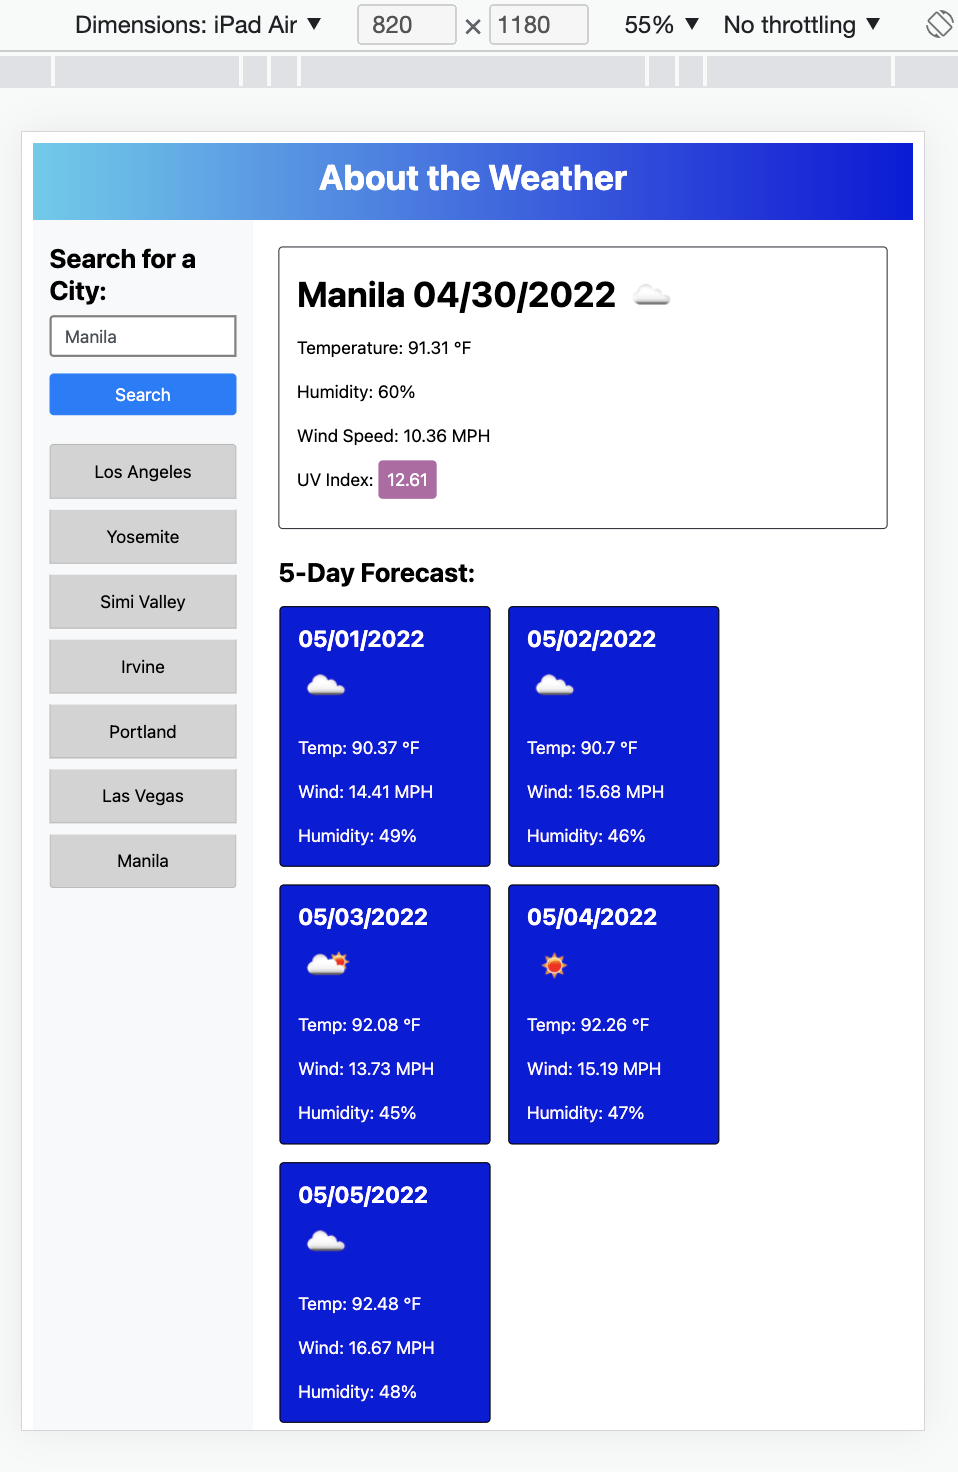 Dimensions: iPad Air ▼ 820 × 1180 55% ▼ No throttling ▼
About the Weather
Search for a
City:
Manila
Search
Los Angeles
Yosemite
Simi Valley
Irvine
Portland
Las Vegas
Manila
Manila 04/30/2022
Temperature: 91.31 °F
Humidity: 60%
Wind Speed: 10.36 MPH
UV Index: 12.61
5-Day Forecast:
05/01/2022
Temp: 90.37 °F
Wind: 14.41 MPH
Humidity: 49%
05/02/2022
Temp: 90.7 °F
Wind: 15.68 MPH
Humidity: 46%
05/03/2022
Temp: 92.08 °F
Wind: 13.73 MPH
Humidity: 45%
05/04/2022
Temp: 92.26 °F
Wind: 15.19 MPH
Humidity: 47%
05/05/2022
Temp: 92.48 °F
Wind: 16.67 MPH
Humidity: 48%